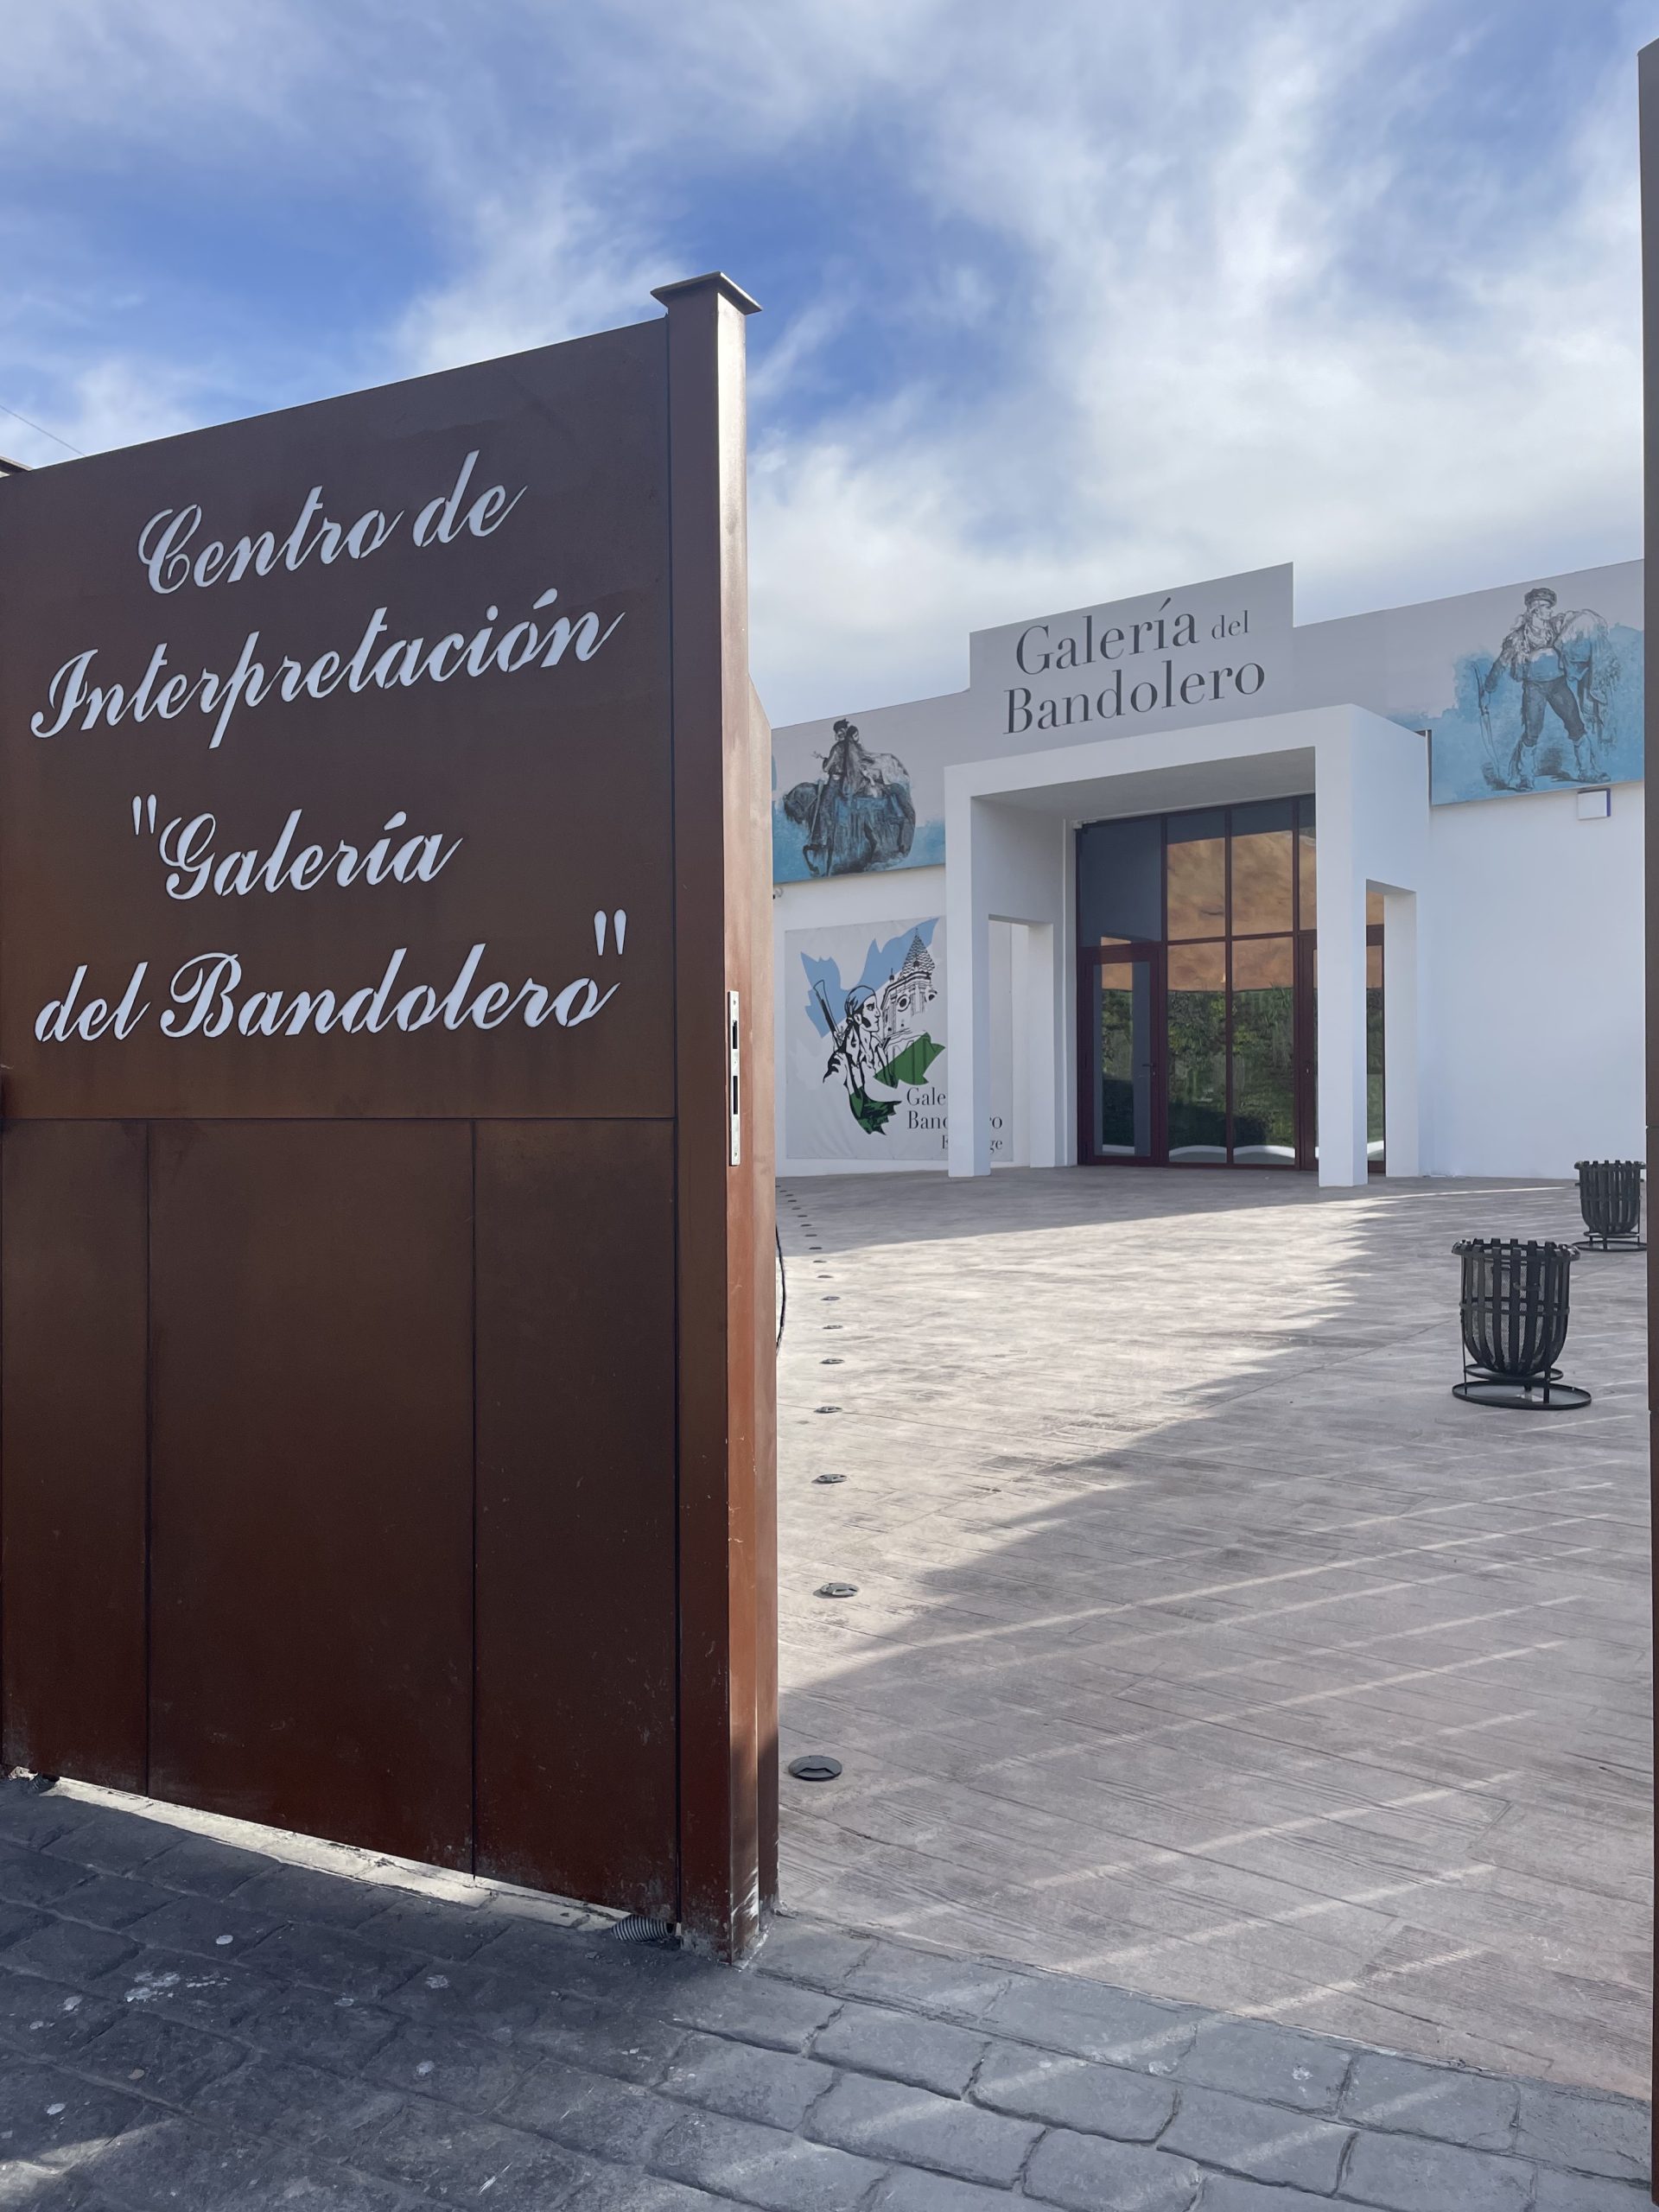 Centro de
Interpretación
"Galería
del Bandolero"
Galería del
Bandolero